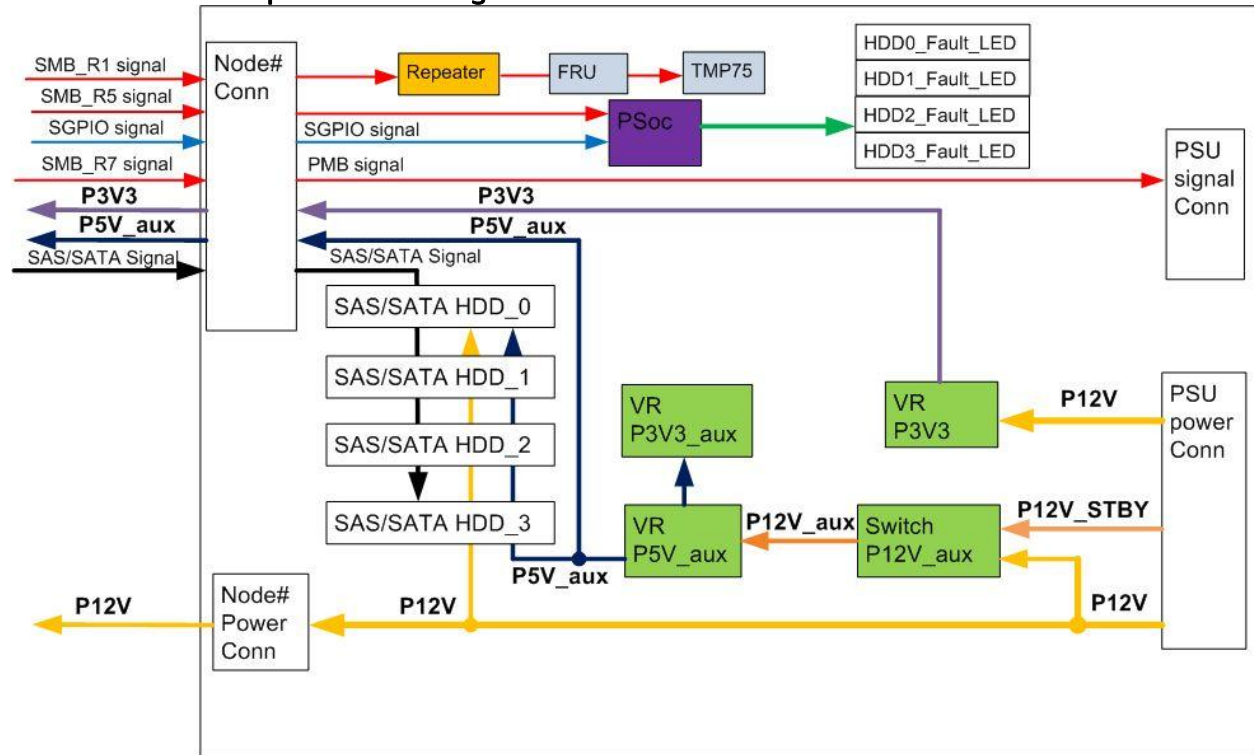 SMB_R1 signal
SMB_R5 signal
SGPIO signal
SMB_R7 signal
P3V3
P5V_aux
SAS/SATA Signal
Node#
Conn
Repeater
FRU
TMP75
HDD0_Fault_LED
HDD1_Fault_LED
HDD2_Fault_LED
HDD3_Fault_LED
SGPIO signal
PSoc
PMB signal
PSU
signal
Conn
P3V3
P5V_aux
SAS/SATA Signal
SAS/SATA HDD_0
SAS/SATA HDD_1
SAS/SATA HDD_2
SAS/SATA HDD_3
VR
P3V3_aux
VR
P3V3
P12V
PSU
power
Conn
VR
P5V_aux
P12V_aux
Switch
P12V_aux
P12V_STBY
P5V_aux
P12V
Node#
Power
Conn
P12V
P12V